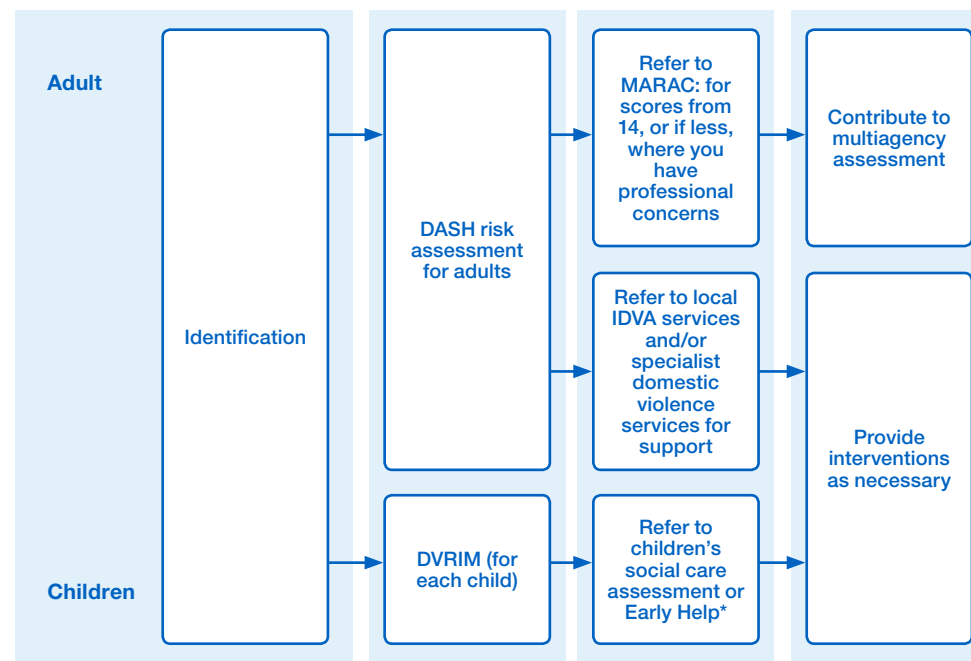 Adult
Children
Identification
DASH risk
assessment
for adults
DVRIM (for
each child)
Refer to
MARAC: for
scores from
14, or if less,
where you
have
professional
concerns
Refer to local
IDVA services
and/or
specialist
domestic
violence
services for
support
Refer to
children’s
social care
assessment or
Early Help*
Contribute to
multiagency
assessment
Provide
interventions
as necessary